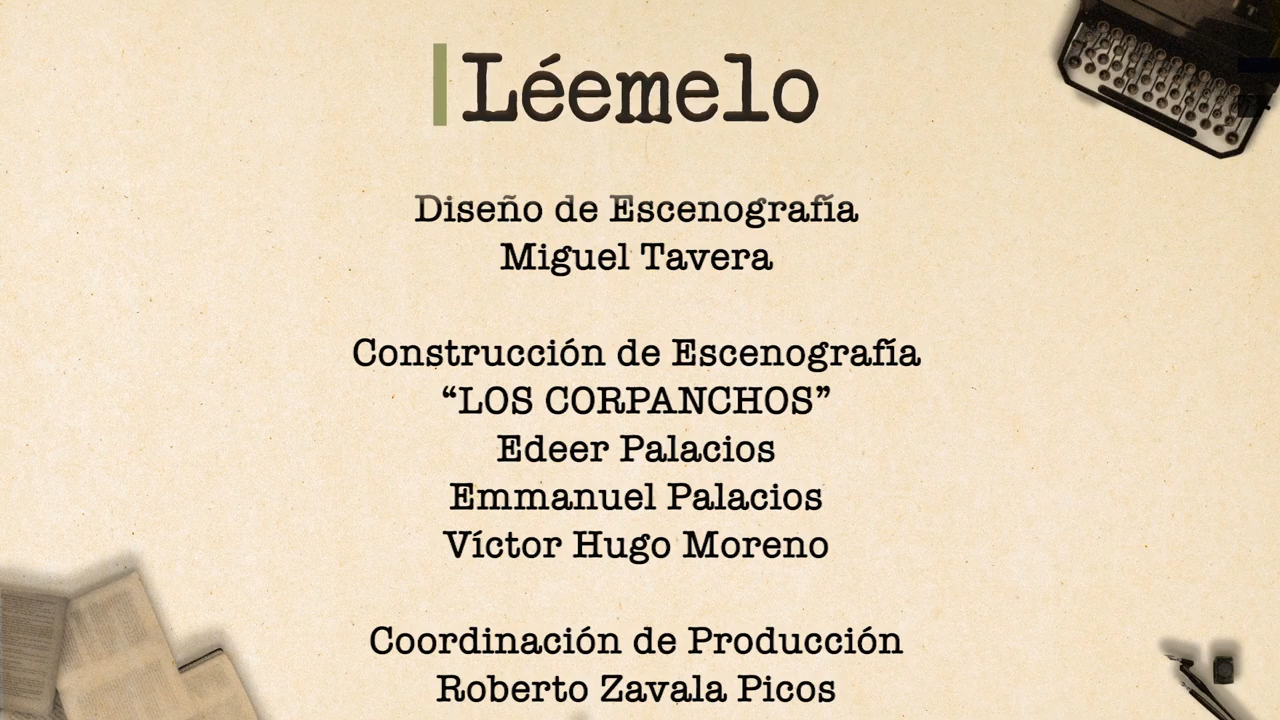 Léemelo
Diseño de Escenografía
Miguel Tavera
Construcción de Escenografía
“LOS CORPANCHOS”
Edeer Palacios
Emmanuel Palacios
Víctor Hugo Moreno
Coordinación de Producción
Roberto Zavala Picos